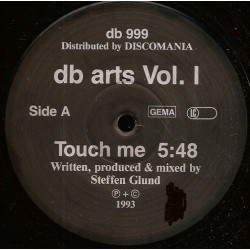 db 999
Distributed by DISCOMANIA
db arts Vol. I
Side A
GEMA
LC
Touch me 5:48
Written, produced & mixed by
Steffen Glund
Ⓟ + ©
1993